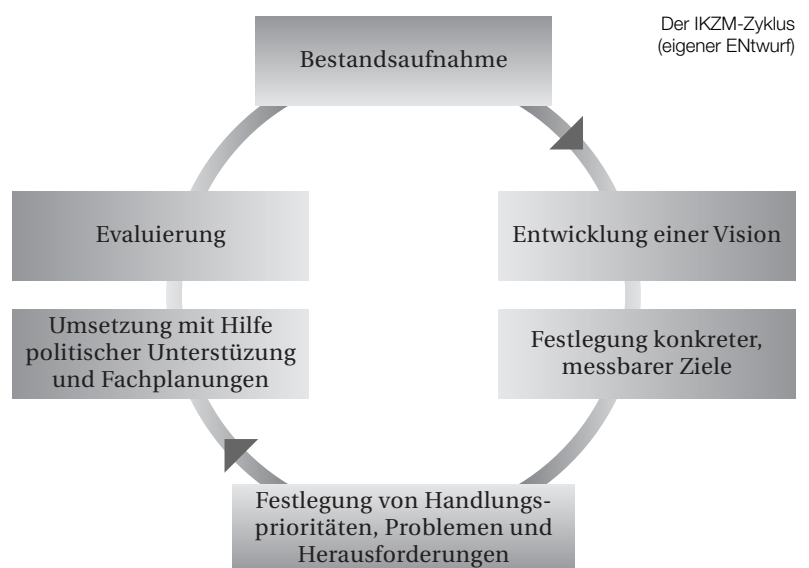 Der IKZM-Zyklus
(eigener ENtwurf)
Bestandsaufnahme
Entwicklung einer Vision
Festlegung konkreter,
messbarer Ziele
Festlegung von Handlungs-
prioritäten, Problemen und
Herausforderungen
Umsetzung mit Hilfe
politischer Unterstüzung
und Fachplanungen
Evaluierung